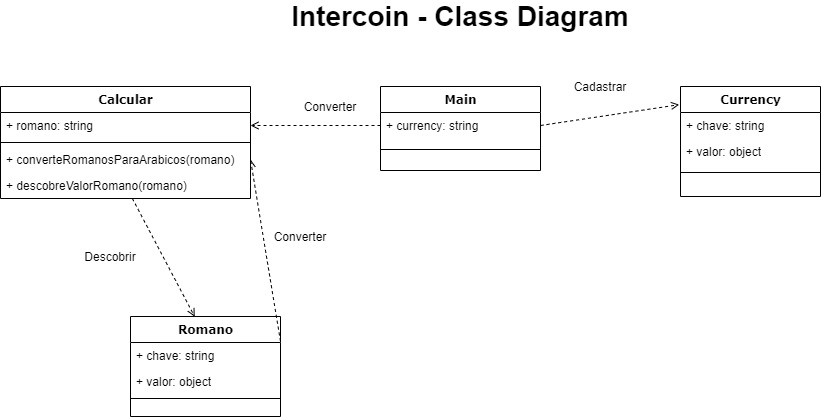 Intercoin - Class Diagram
Calcular
+ romano: string
+ converteRomanosParaArabicos(romano)
+ descobreValorRomano(romano)
Converter
Main
+ currency: string
Cadastrar
Currency
+ chave: string
+ valor: object
Descobrir
Converter
Romano
+ chave: string
+ valor: object